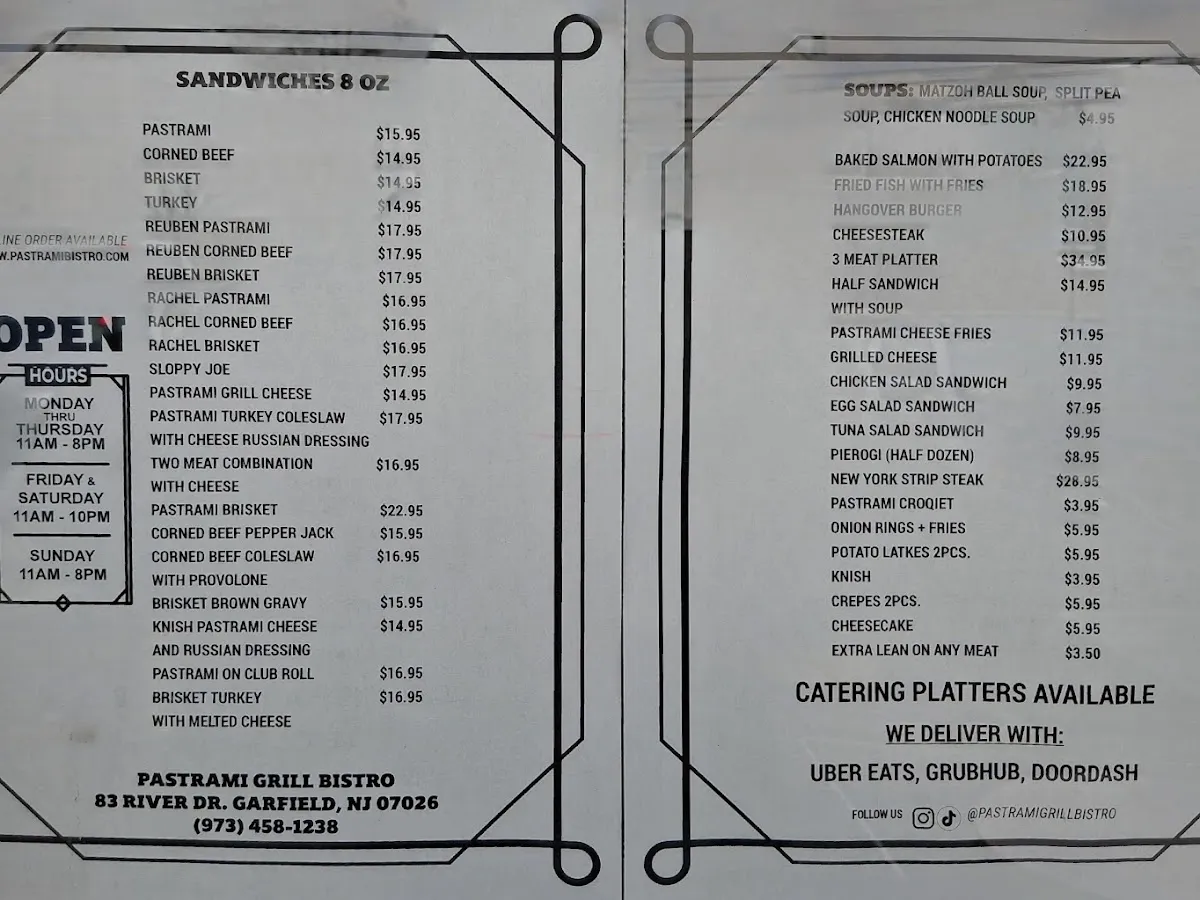 SANDWICHES 8 OZ
PASTRAMI $15.95
CORNED BEEF $14.95
BRISKET $14.95
TURKEY $14.95
REUBEN PASTRAMI $17.95
REUBEN CORNED BEEF $17.95
REUBEN BRISKET $17.95
RACHEL PASTRAMI $16.95
RACHEL CORNED BEEF $16.95
RACHEL BRISKET $16.95
SLOPPY JOE $17.95
PASTRAMI GRILL CHEESE $14.95
PASTRAMI TURKEY COLESLAW $17.95
WITH CHEESE RUSSIAN DRESSING
TWO MEAT COMBINATION $16.95
WITH CHEESE
PASTRAMI BRISKET $22.95
CORNED BEEF PEPPER JACK $15.95
CORNED BEEF COLESLAW $16.95
WITH PROVOLONE
BRISKET BROWN GRAVY $15.95
KNISH PASTRAMI CHEESE $14.95
AND RUSSIAN DRESSING
PASTRAMI ON CLUB ROLL $16.95
BRISKET TURKEY $16.95
WITH MELTED CHEESE
LINE ORDER AVAILABLE
W.PASTRAMIBISTRO.COM
OPEN
HOURS
MONDAY
THRU
THURSDAY
11AM - 8PM
FRIDAY &
SATURDAY
11AM - 10PM
SUNDAY
11AM - 8PM
PASTRAMI GRILL BISTRO
83 RIVER DR. GARFIELD, NJ 07026
(973) 458-1238
SOUPS: MATZOH BALL SOUP, SPLIT PEA
SOUP, CHICKEN NOODLE SOUP $4.95
BAKED SALMON WITH POTATOES $22.95
FRIED FISH WITH FRIES $18.95
HANGOVER BURGER $12.95
CHEESESTEAK $10.95
3 MEAT PLATTER $34.95
HALF SANDWICH $14.95
WITH SOUP
PASTRAMI CHEESE FRIES $11.95
GRILLED CHEESE $11.95
CHICKEN SALAD SANDWICH $9.95
EGG SALAD SANDWICH $7.95
TUNA SALAD SANDWICH $9.95
PIEROGI (HALF DOZEN) $8.95
NEW YORK STRIP STEAK $28.95
PASTRAMI CROQIET $3.95
ONION RINGS + FRIES $5.95
POTATO LATKES 2PCS. $5.95
KNISH $3.95
CREPES 2PCS. $5.95
CHEESECAKE $5.95
EXTRA LEAN ON ANY MEAT $3.50
CATERING PLATTERS AVAILABLE
WE DELIVER WITH:
UBER EATS, GRUBHUB, DOORDASH
FOLLOW US @PASTRAMIGRILLBISTRO